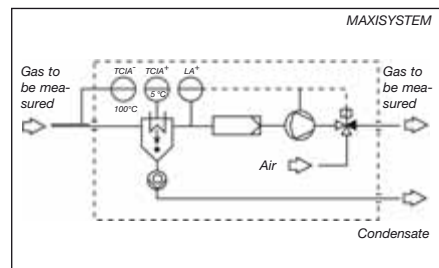 MAXISYSTEM
Gas to
be mea-
sured
TCIA-
TCIA+
LA+
5 °C
100°C
Gas to
be mea-
sured
Air
Condensate